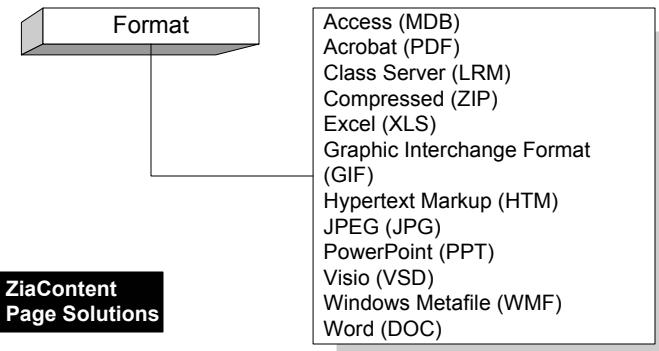 Format
Access (MDB)
Acrobat (PDF)
Class Server (LRM)
Compressed (ZIP)
Excel (XLS)
Graphic Interchange Format
(GIF)
Hypertext Markup (HTM)
JPEG (JPG)
PowerPoint (PPT)
Visio (VSD)
Windows Metafile (WMF)
Word (DOC)
ZiaContent
Page Solutions